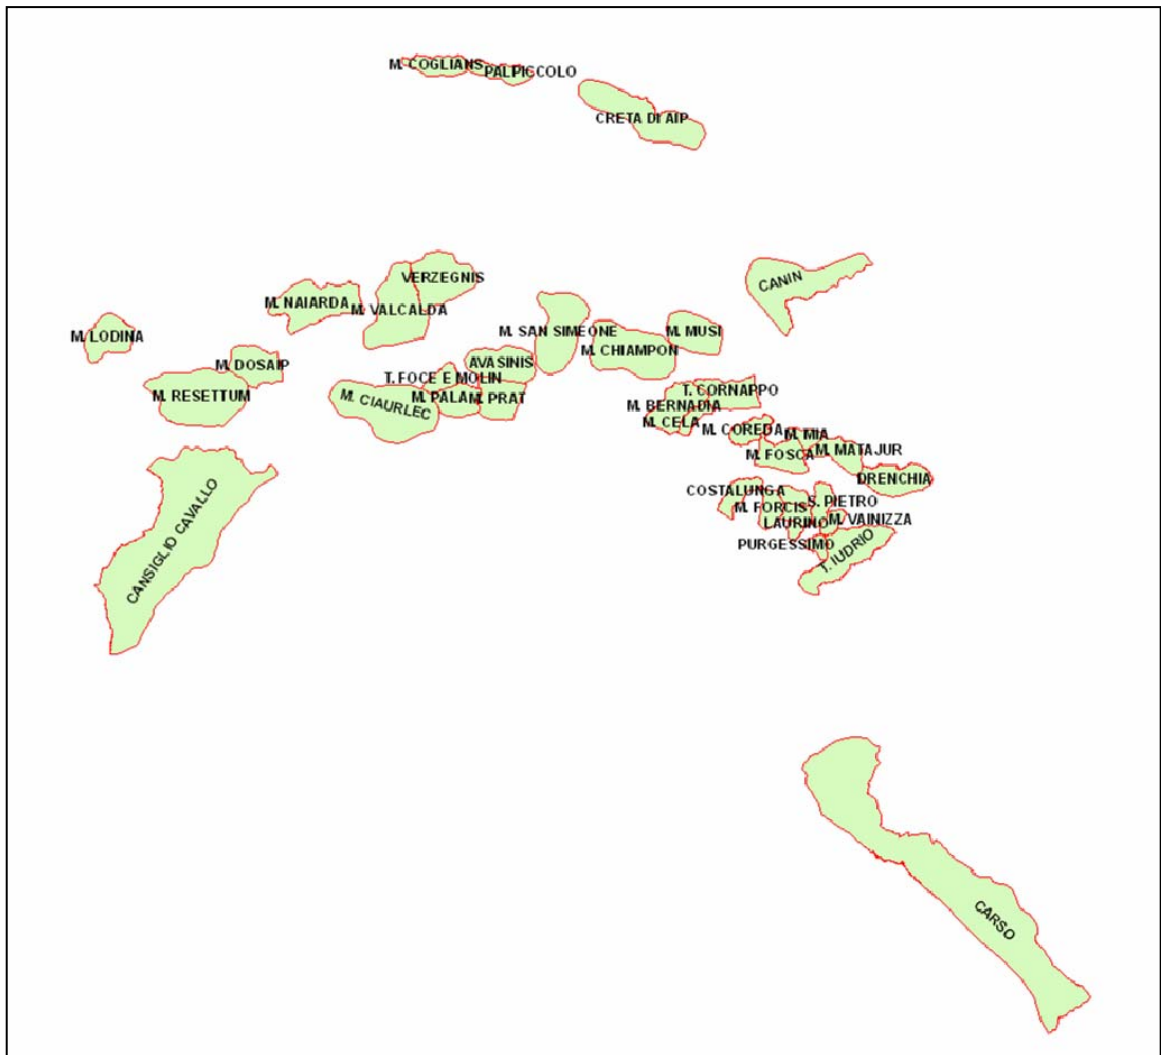 M. COGLIANS
PALPICCOLO
CRETA DI AIP
VERZEGNIS
CANIN
M. NAIARDA
M. VALCALDA
M. LODINA
M. SAN SIMEONE
M. MUSI
M. CHIAMPON
M. DOSAIP
AVASINIS
T. FOCE E MOLIN
M. RESETTUM
M. CIAURLEC
M. PALA
M. PRAT
T. CORNAPPO
M. BERNADIA
M. CELA
M. COREDA
M. MIA
M. FOSCA
M. MATAJUR
DRENCHIA
COSTALUNGA
M. FORCIS
S. PIETRO
LAURINO
M. VAINIZZA
PURGESSIMO
T. IUDRIO
CANSIGLIO CAVALLO
CARSO